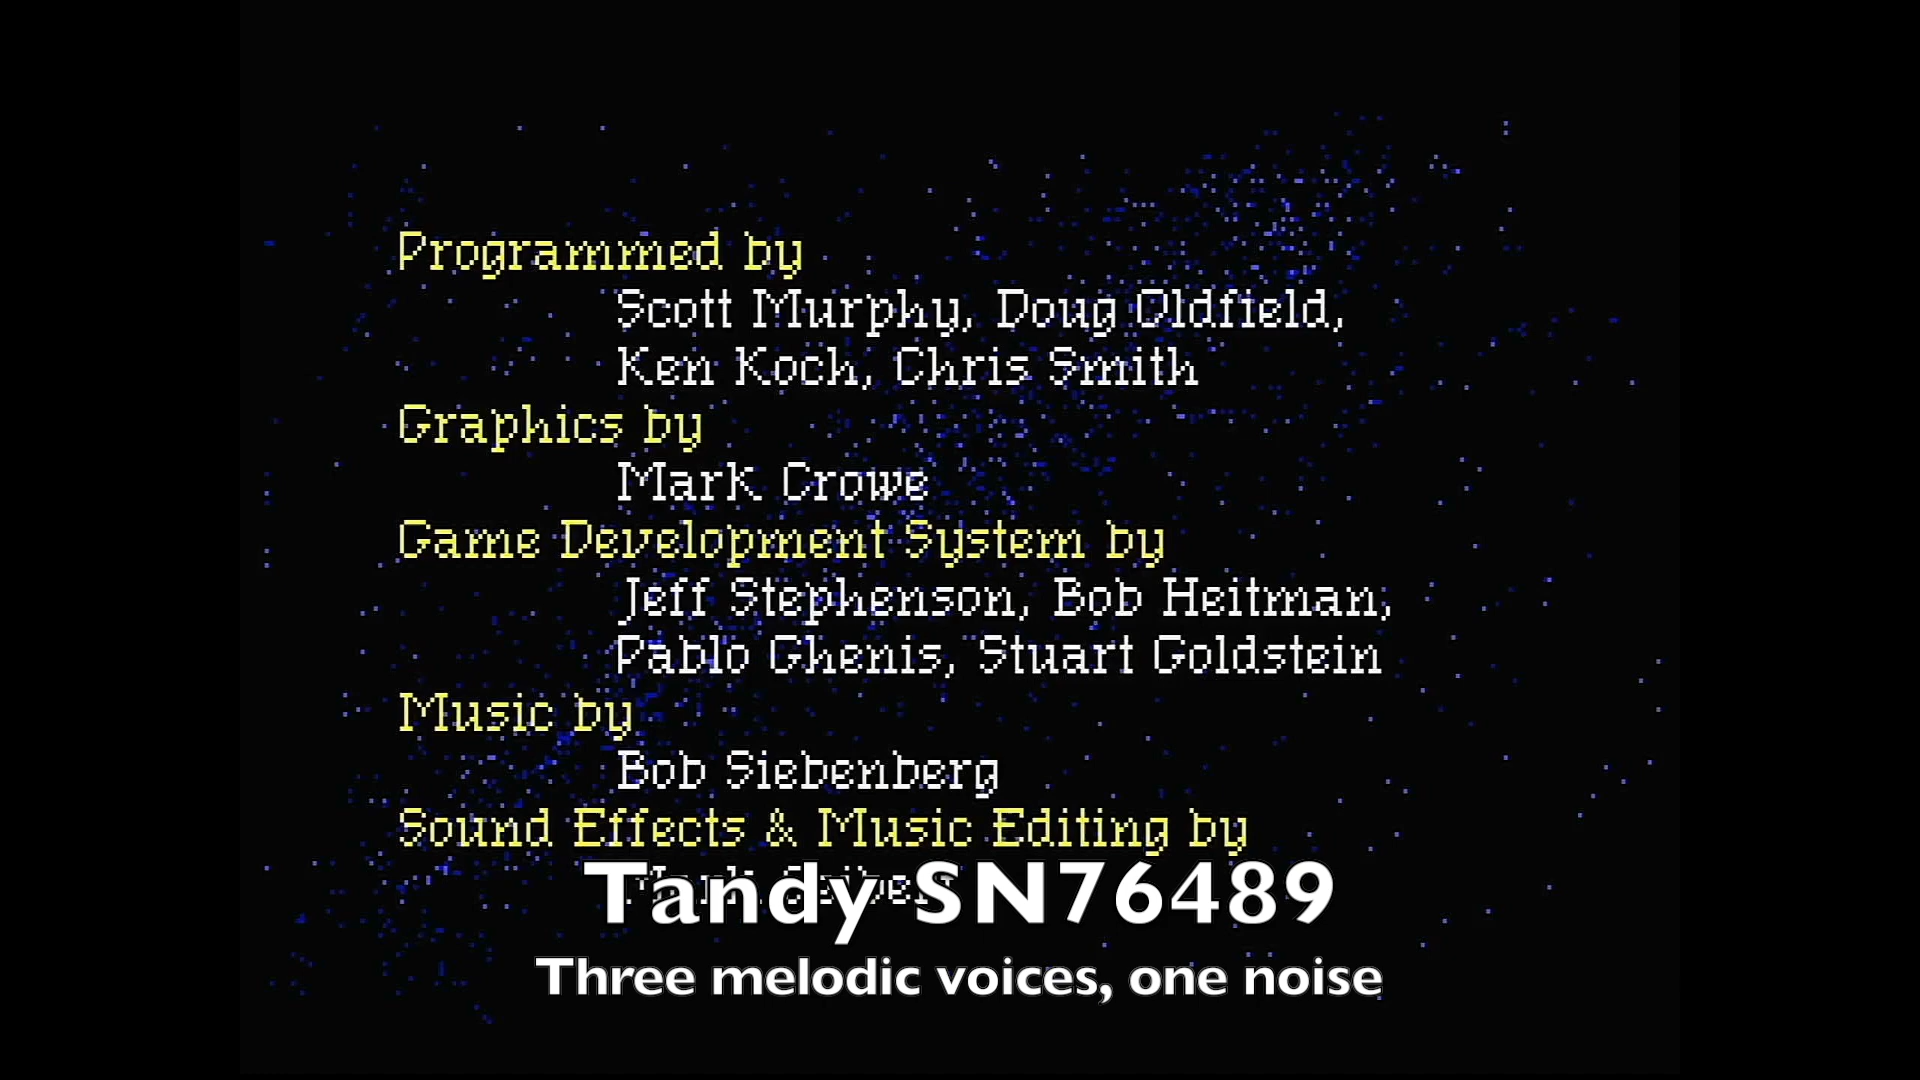 Programmed by
Scott Murphy, Doug Oldfield,
Ken Koch, Chris Smith
Graphics by
Mark Crowe
Game Development System by
Jeff Stephenson, Bob Heitman,
Pablo Ghenis, Stuart Goldstein
Music by
Bob Siebenberg
Sound Effects & Music Editing by
Tandy SN76489
Three melodic voices, one noise